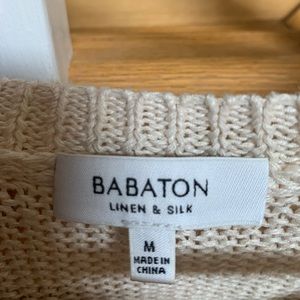 BABATON
LINEN & SILK
M
MADE IN
CHINA